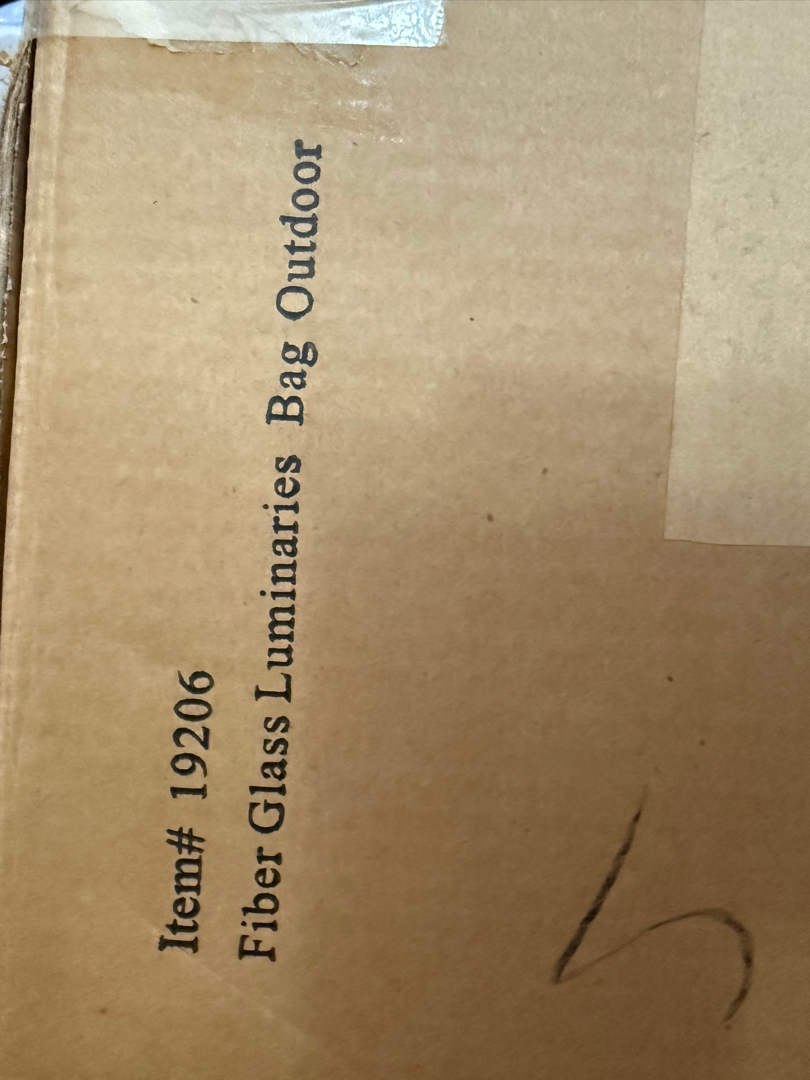 Item# 19206
Fiber Glass Luminaries Bag Outdoor
5